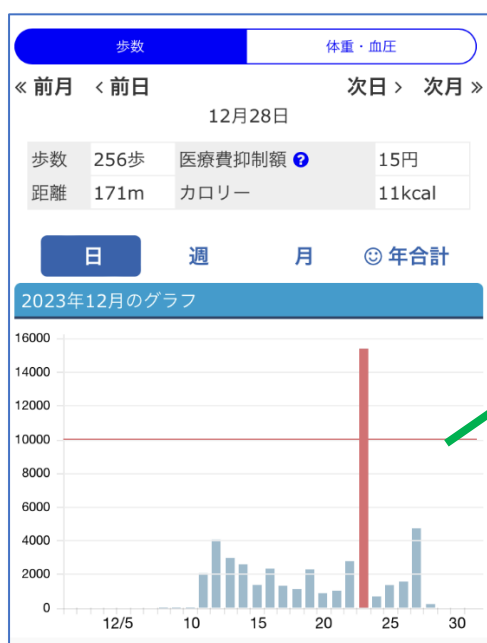 歩数 体重・血圧
≪ 前月 < 前日 次日 > 次月 ≫
12月28日
歩数 256歩 医療費抑制額 ? 15円
距離 171m カロリー 11kcal
日 週 月 ☺ 年合計
2023年12月のグラフ
16000
14000
12000
10000
8000
6000
4000
2000
0
12/5 10 15 20 25 30